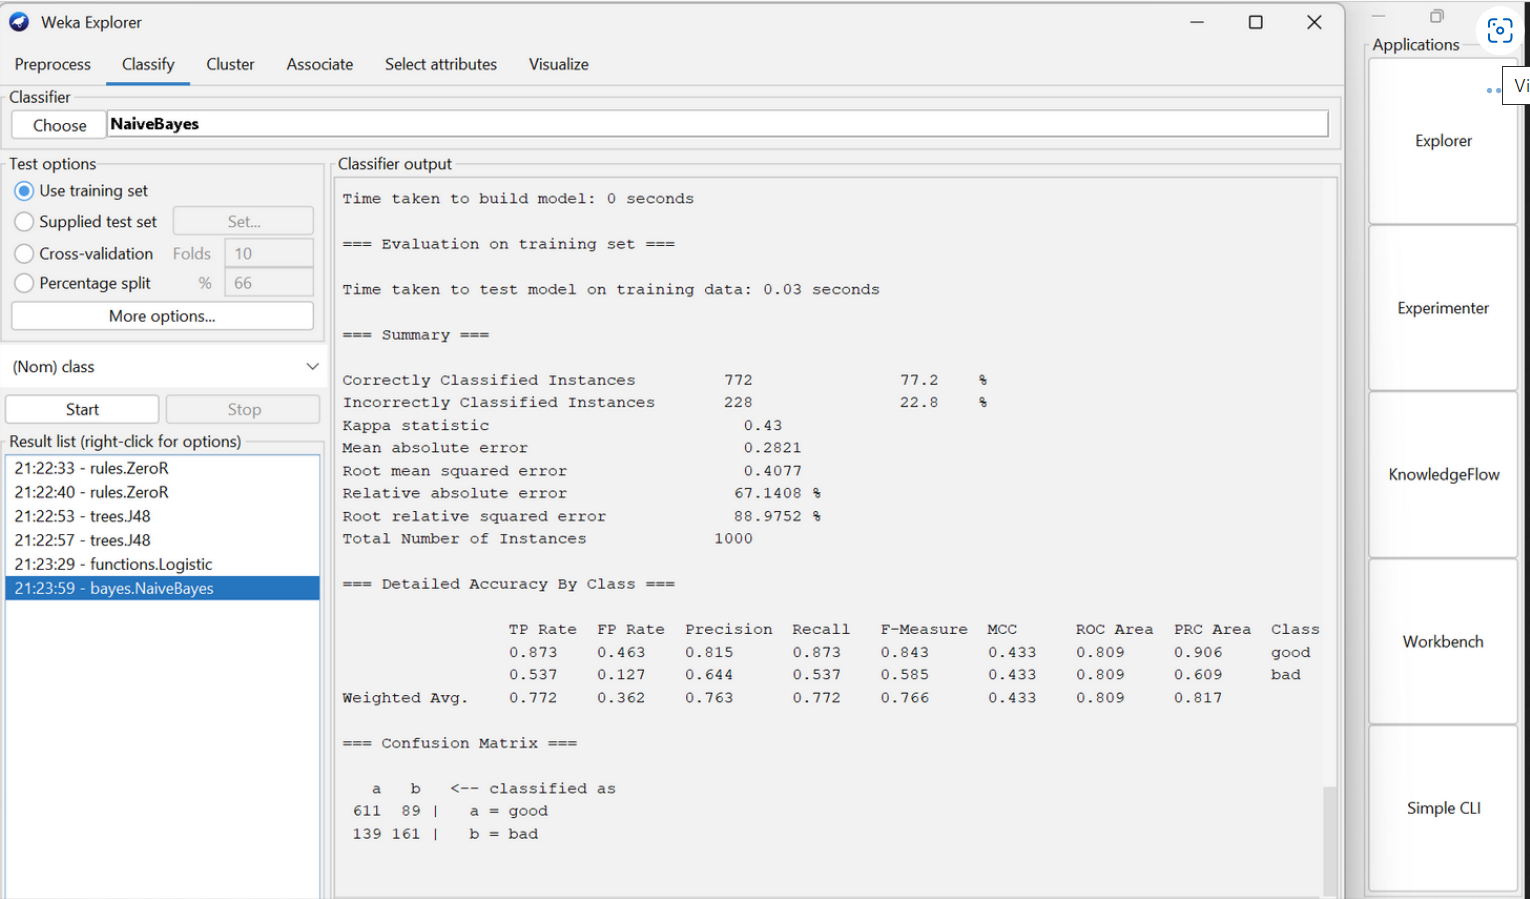 Weka Explorer
Preprocess Classify Cluster Associate Select attributes Visualize
Classifier
Choose NaiveBayes
Test options
Use training set
Supplied test set Set...
Cross-validation Folds 10
Percentage split % 66
More options...
(Nom) class
Start Stop
Result list (right-click for options)
21:22:33 - rules.ZeroR
21:22:40 - rules.ZeroR
21:22:53 - trees.J48
21:22:57 - trees.J48
21:23:29 - functions.Logistic
21:23:59 - bayes.NaiveBayes
Classifier output
Time taken to build model: 0 seconds
=== Evaluation on training set ===
Time taken to test model on training data: 0.03 seconds
=== Summary ===
Correctly Classified Instances 772 77.2 %
Incorrectly Classified Instances 228 22.8 %
Kappa statistic 0.43
Mean absolute error 0.2821
Root mean squared error 0.4077
Relative absolute error 67.1408 %
Root relative squared error 88.9752 %
Total Number of Instances 1000
=== Detailed Accuracy By Class ===
TP Rate FP Rate Precision Recall F-Measure MCC ROC Area PRC Area Class
0.873 0.463 0.815 0.873 0.843 0.433 0.809 0.906 good
0.537 0.127 0.644 0.537 0.585 0.433 0.809 0.609 bad
Weighted Avg. 0.772 0.362 0.763 0.772 0.766 0.433 0.809 0.817
=== Confusion Matrix ===
a b <-- classified as
611 89 | a = good
139 161 | b = bad
Applications
Vi
Explorer
Experimenter
KnowledgeFlow
Workbench
Simple CLI